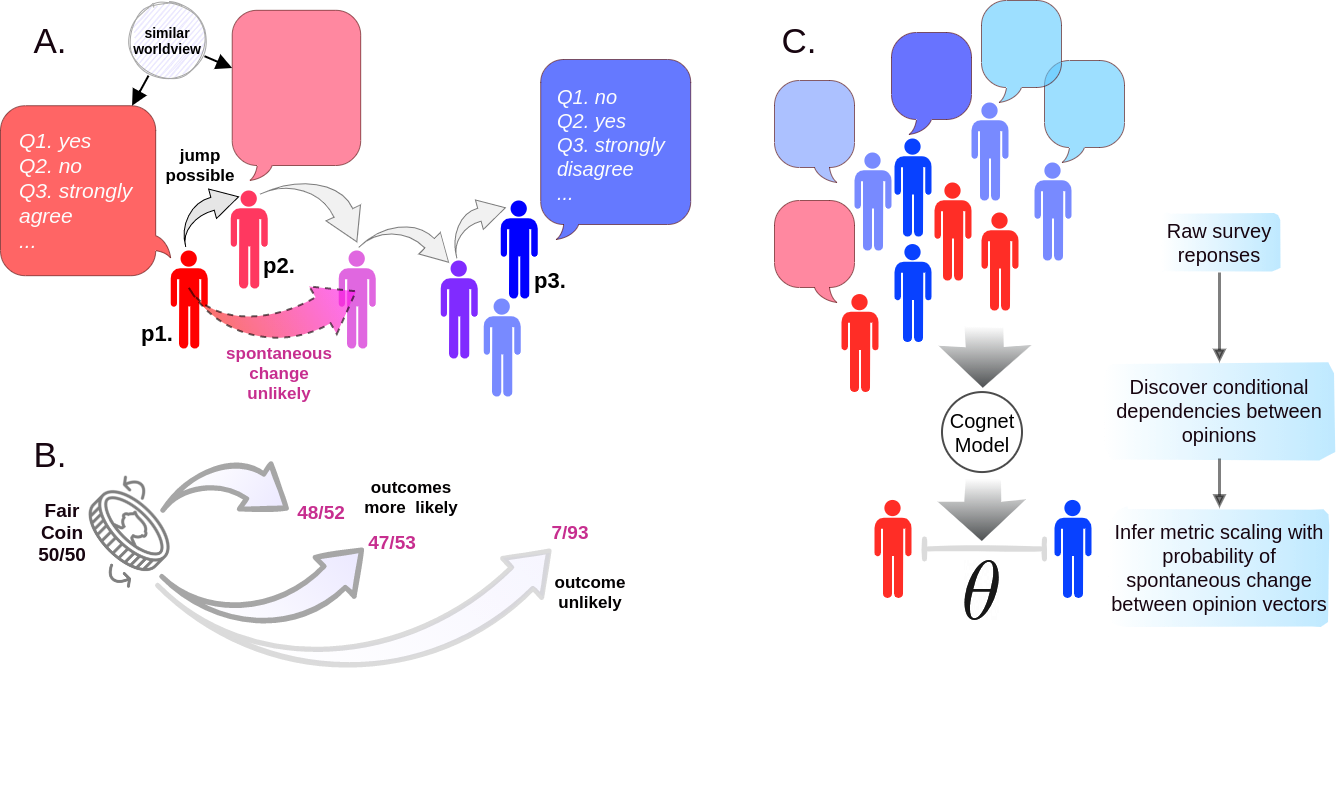 A.
similar
worldview
Q1. yes
Q2. no
Q3. strongly
agree
...
jump
possible
p2.
p1.
spontaneous
change
unlikely
Q1. no
Q2. yes
Q3. strongly
disagree
...
p3.
B.
Fair
Coin
50/50
48/52
outcomes
more likely
47/53
7/93
outcome
unlikely
C.
Cognet
Model
θ
Raw survey
reponses
Discover conditional
dependencies between
opinions
Infer metric scaling with
probability of
spontaneous change
between opinion vectors